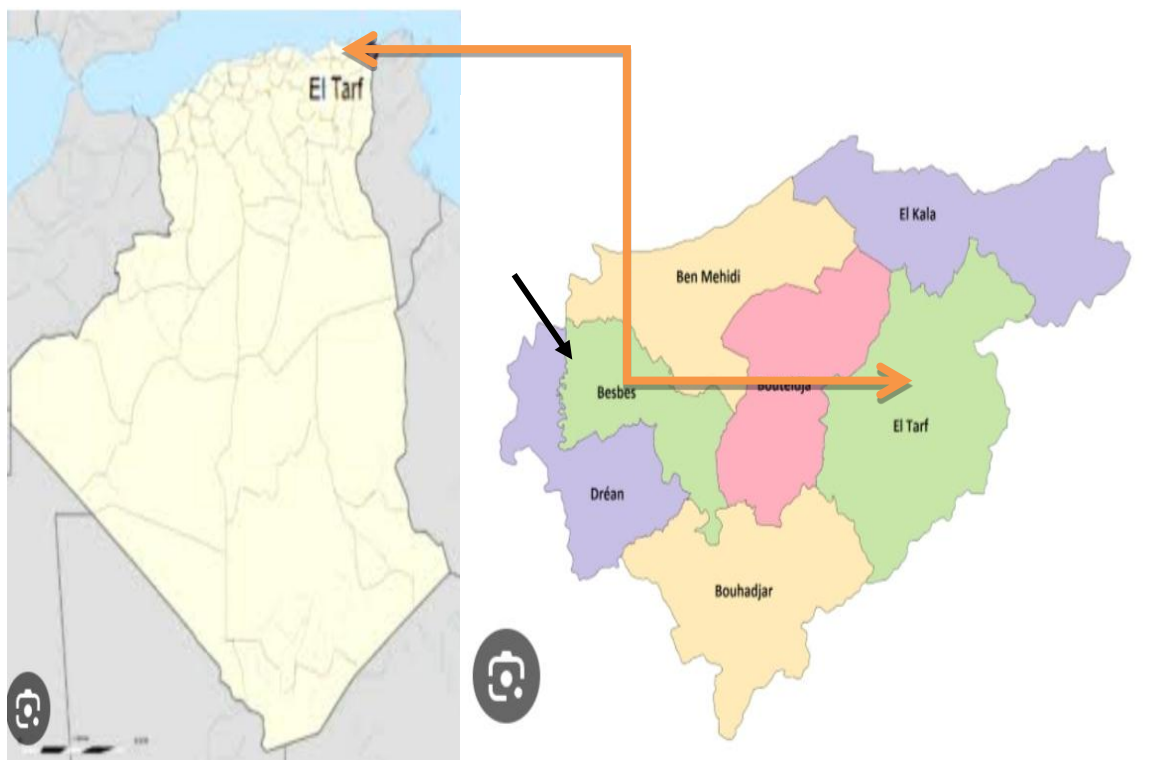 El Tarf
El Kala
Ben Mehidi
Bouteldja
Besbes
El Tarf
Dréan
Bouhadjar